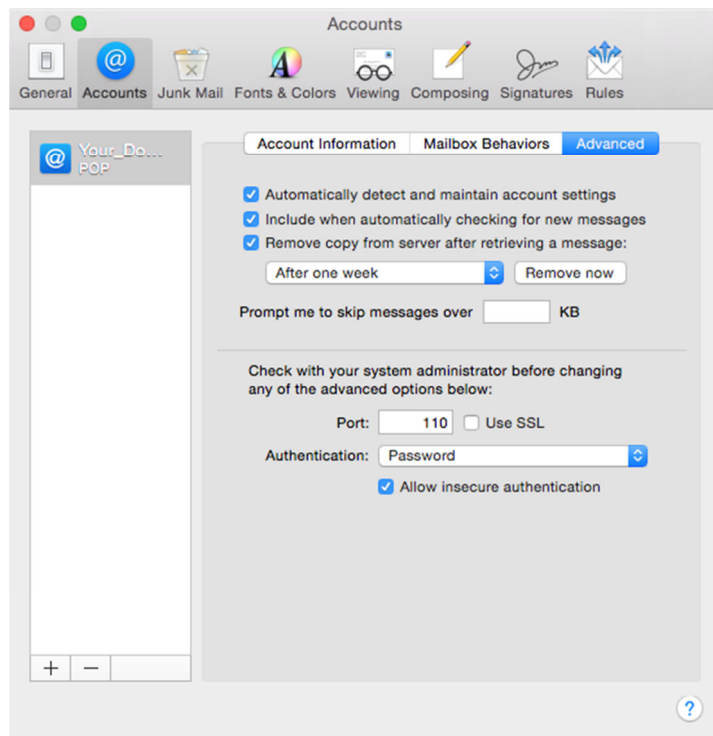 Accounts
General Accounts Junk Mail Fonts & Colors Viewing Composing Signatures Rules
Your_Do...
POP
Account Information Mailbox Behaviors Advanced
Automatically detect and maintain account settings
Include when automatically checking for new messages
Remove copy from server after retrieving a message:
After one week Remove now
Prompt me to skip messages over KB
Check with your system administrator before changing
any of the advanced options below:
Port: 110 Use SSL
Authentication: Password
Allow insecure authentication